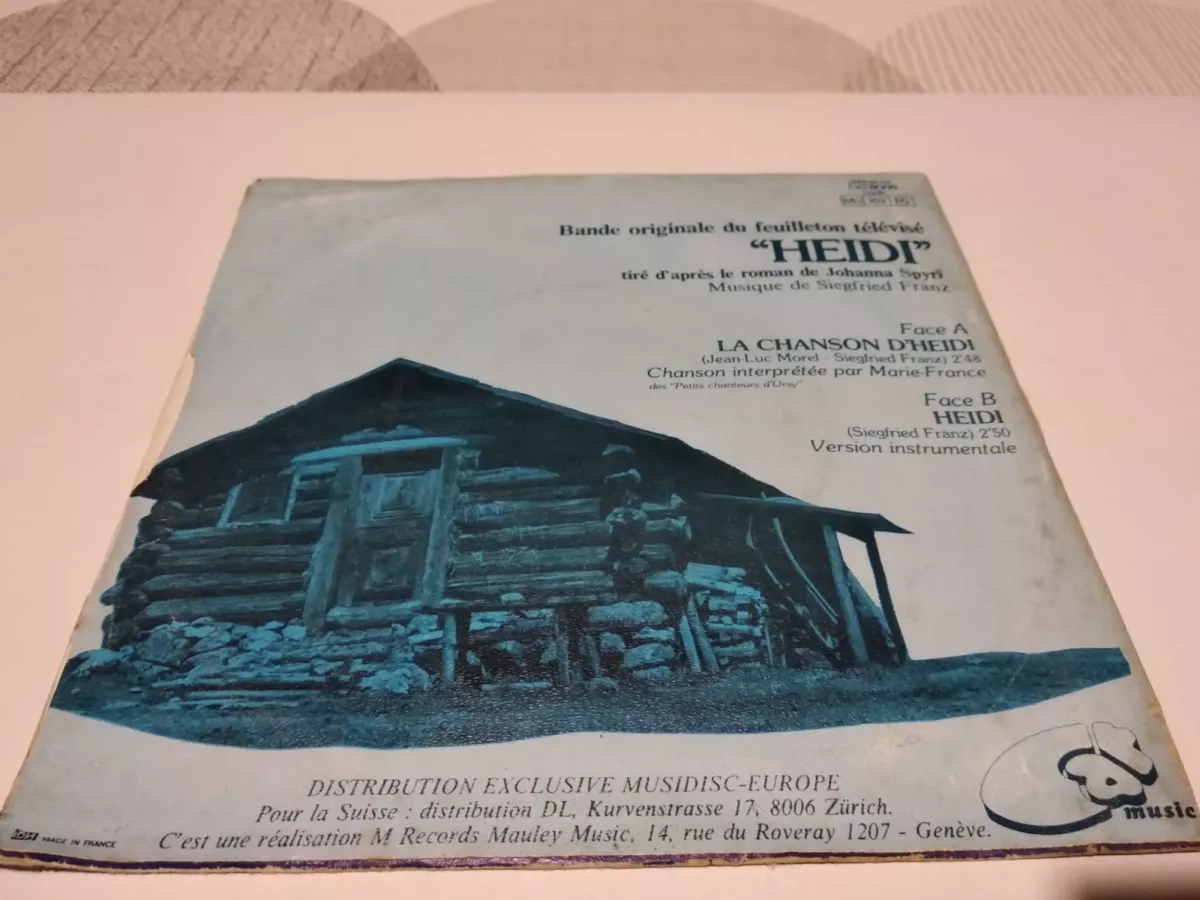 Bande originale du feuilleton télévisé
“HEIDI”
tiré d'après le roman de Johanna Spyri
Musique de Siegfried Franz
Face A
LA CHANSON D'HEIDI
(Jean-Luc Morel - Siegfried Franz) 2'48
Chanson interprétée par Marie-France
des "Petits chanteurs d'Ursy"
Face B
HEIDI
(Siegfried Franz) 2'50
Version instrumentale
music
DISTRIBUTION EXCLUSIVE MUSIDISC-EUROPE
Pour la Suisse : distribution DL, Kurvenstrasse 17, 8006 Zürich.
C'est une réalisation M Records Mauley Music, 14, rue du Roveray 1207 - Genève.
MADE IN FRANCE